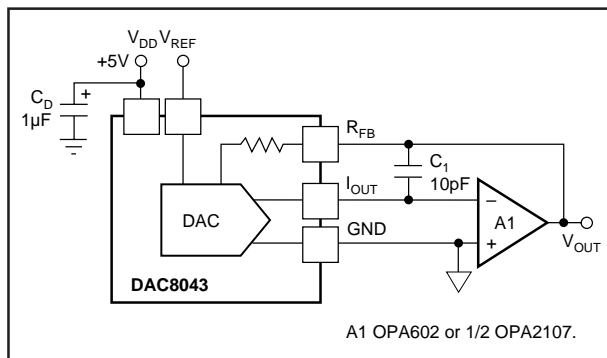 V_DD V_REF
+5V
C_D + 
1µF
R_FB
C_1
10pF
I_OUT
DAC
–
A1
GND
+
V_OUT
DAC8043
A1 OPA602 or 1/2 OPA2107.